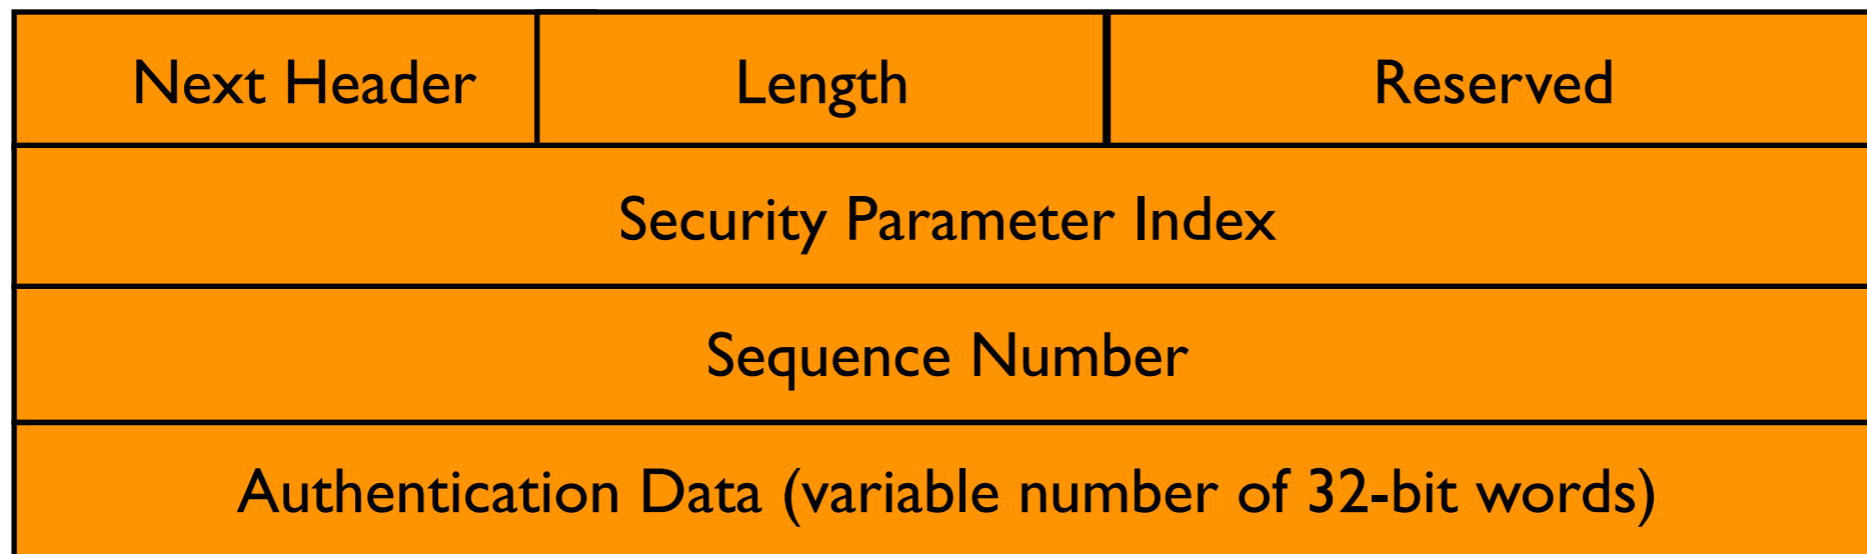 Next Header Length Reserved
Security Parameter Index
Sequence Number
Authentication Data (variable number of 32-bit words)